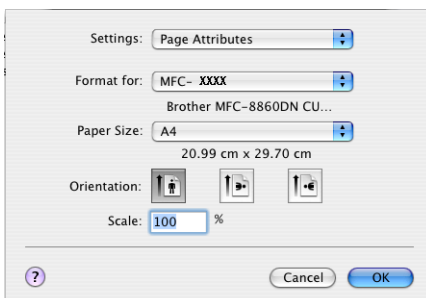 Settings: Page Attributes
Format for: MFC- XXXX
Brother MFC-8860DN CU...
Paper Size: A4
20.99 cm x 29.70 cm
Orientation:
Scale: 100 %
? Cancel OK